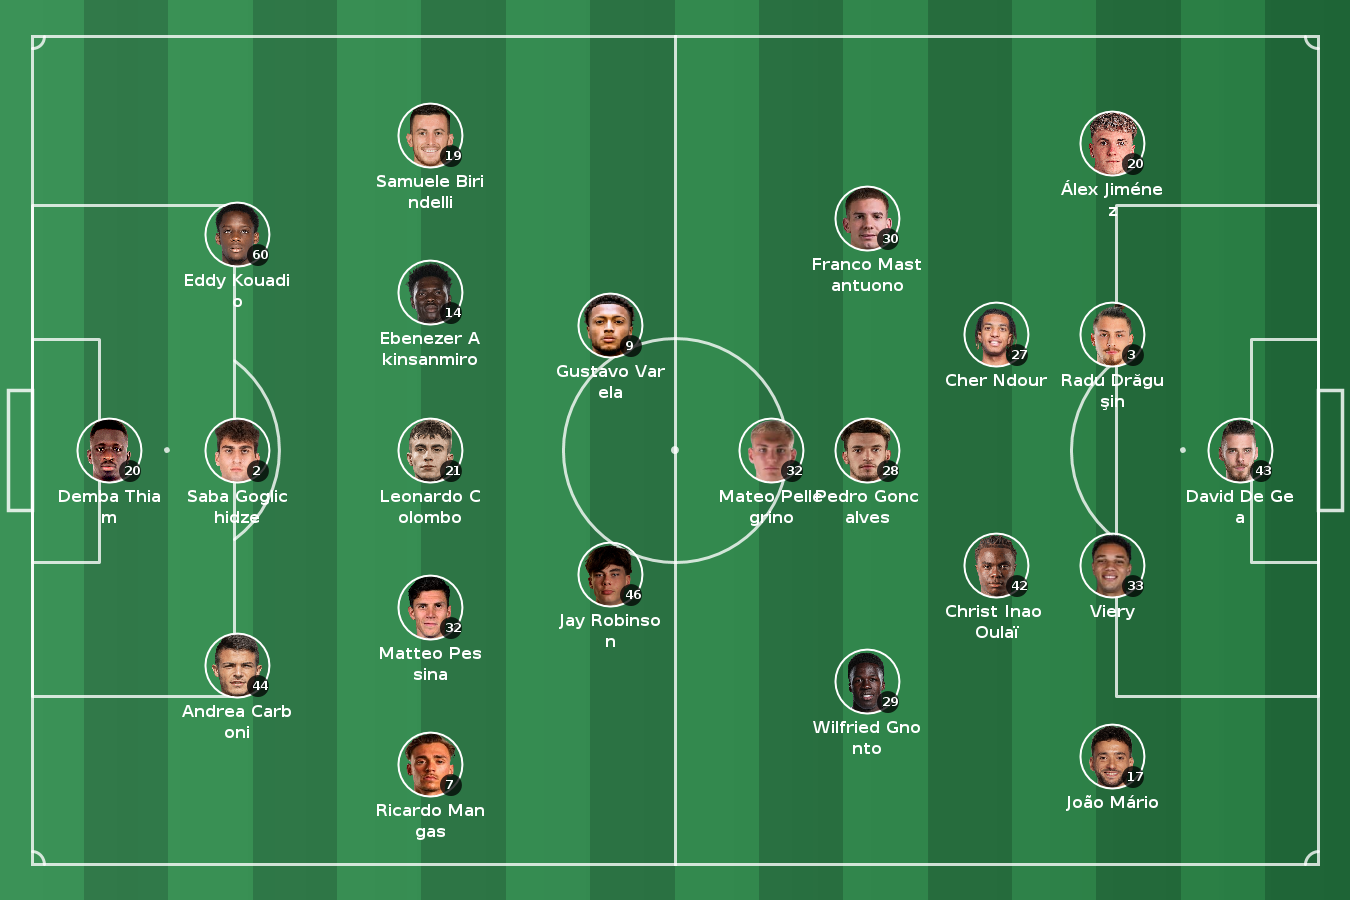 19
Samuele Biri
ndelli
20
Álex Jiméne
z
60
Eddy Kouadi
o
30
Franco Mast
antuono
14
Ebenezer A
kinsanmiro
9
Gustavo Var
ela
27
Cher Ndour
3
Radu Drăgu
şin
20
Demba Thia
m
2
Saba Goglic
hidze
21
Leonardo C
olombo
32
Mateo Pelle
grino
28
Pedro Gonc
alves
43
David De Ge
a
46
Jay Robinso
n
42
Christ Inao
Oulaï
33
Viery
32
Matteo Pes
sina
44
Andrea Carb
oni
29
Wilfried Gno
nto
7
Ricardo Man
gas
17
João Mário